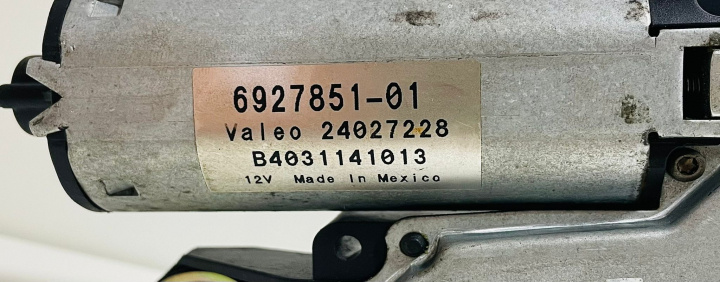 6927851-01
Valeo 24027228
B4031141013
12V Made In Mexico